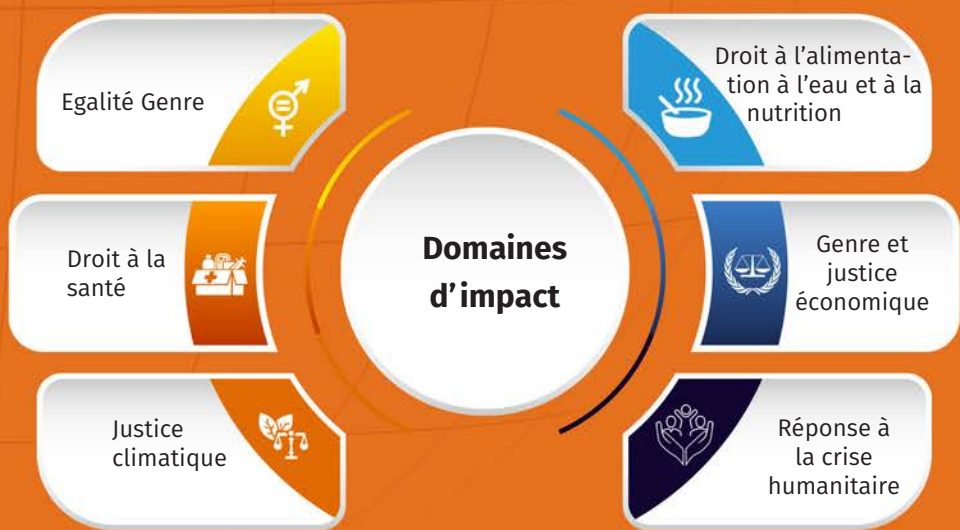 Domaines
d'impact
Egalité Genre
Droit à la
santé
Justice
climatique
Droit à l'alimenta-
tion à l'eau et à la
nutrition
Genre et
justice
économique
Réponse à
la crise
humanitaire